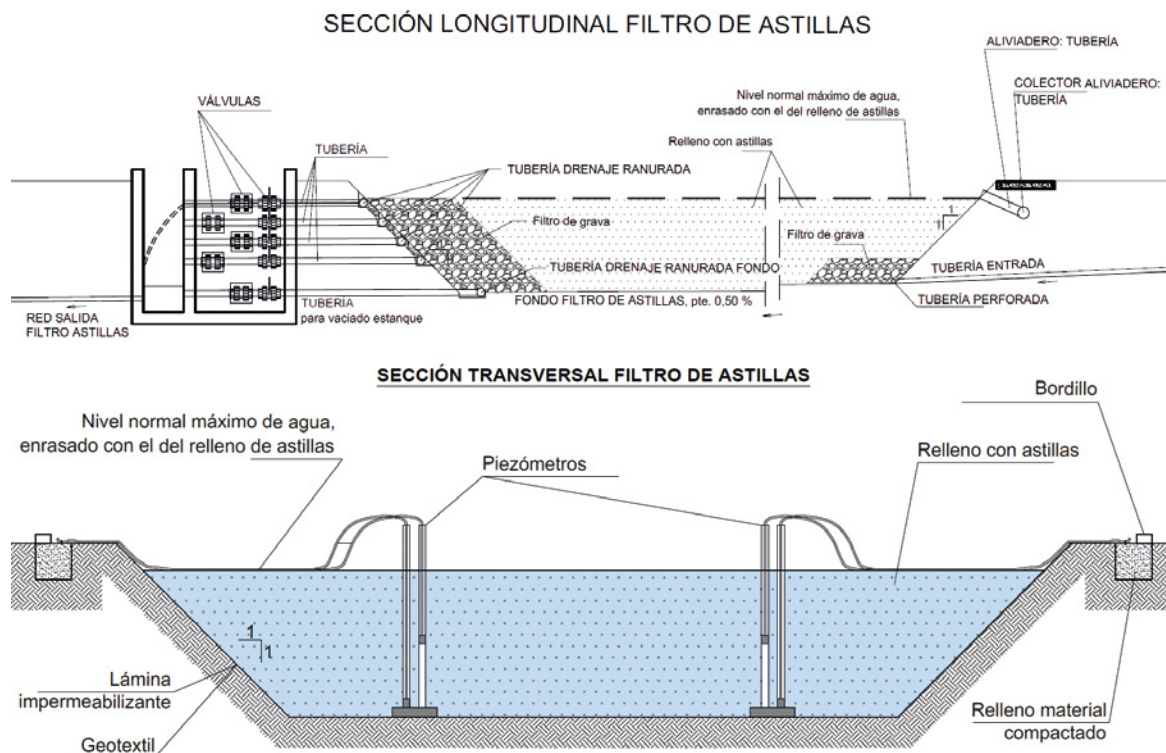 SECCIÓN LONGITUDINAL FILTRO DE ASTILLAS
ALIVIADERO: TUBERÍA
COLECTOR ALIVIADERO:
TUBERÍA
Nivel normal máximo de agua,
enrasado con el del relleno de astillas
VÁLVULAS
Relleno con astillas
TUBERÍA
TUBERÍA DRENAJE RANURADA
Filtro de grava
1
1
Filtro de grava
TUBERÍA DRENAJE RANURADA FONDO
TUBERÍA ENTRADA
FONDO FILTRO DE ASTILLAS, pte. 0,50 %
TUBERÍA PERFORADA
TUBERÍA
para vaciado estanque
RED SALIDA
FILTRO ASTILLAS
SECCIÓN TRANSVERSAL FILTRO DE ASTILLAS
Bordillo
Nivel normal máximo de agua,
enrasado con el del relleno de astillas
Piezómetros
Relleno con astillas
1
1
Lámina
impermeabilizante
Geotextil
Relleno material
compactado